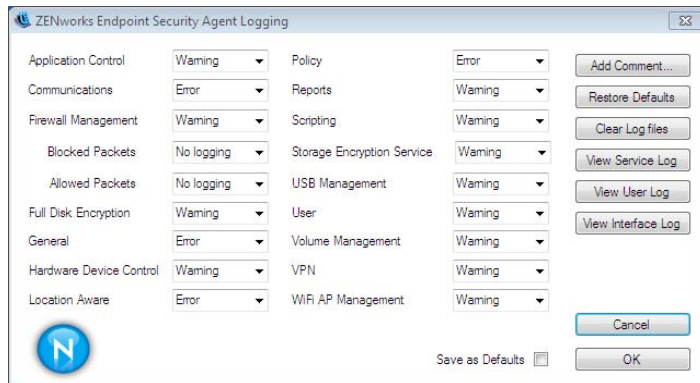 ZENworks Endpoint Security Agent Logging
Application Control Warning
Policy Error
Add Comment...
Communications Error
Reports Warning
Restore Defaults
Firewall Management Warning
Scripting Warning
Clear Log files
Blocked Packets No logging
Storage Encryption Service Warning
View Service Log
Allowed Packets No logging
USB Management Warning
View User Log
Full Disk Encryption Warning
User Warning
View Interface Log
General Error
Volume Management Warning
Hardware Device Control Warning
VPN Warning
Location Aware Error
WiFi AP Management Warning
Cancel
N
Save as Defaults
OK